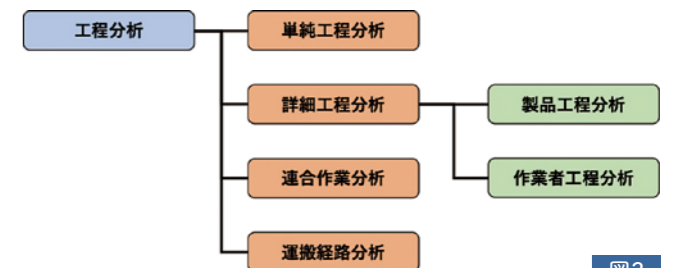 工程分析
単純工程分析
詳細工程分析
製品工程分析
連合作業分析
作業者工程分析
運搬経路分析